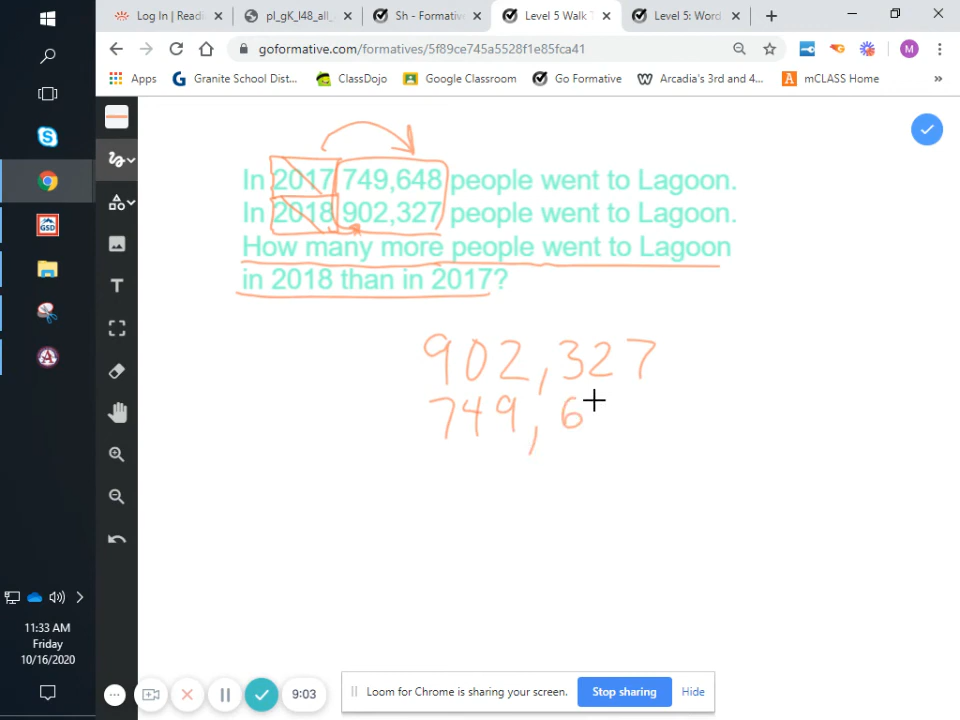 Log In | Readi
pl_gK_l48_all_
Sh - Formative
Level 5 Walk T
Level 5: Word
goformative.com/formatives/5f89ce745a5528f1e85fca41
M
Apps
Granite School Dist...
ClassDojo
Google Classroom
Go Formative
Arcadia's 3rd and 4...
mCLASS Home
»
In 2017 749,648 people went to Lagoon.
In 2018 902,327 people went to Lagoon.
How many more people went to Lagoon
in 2018 than in 2017?
902,327
749,6
GSD
11:33 AM
Friday
10/16/2020
9:03
Loom for Chrome is sharing your screen.
Stop sharing
Hide